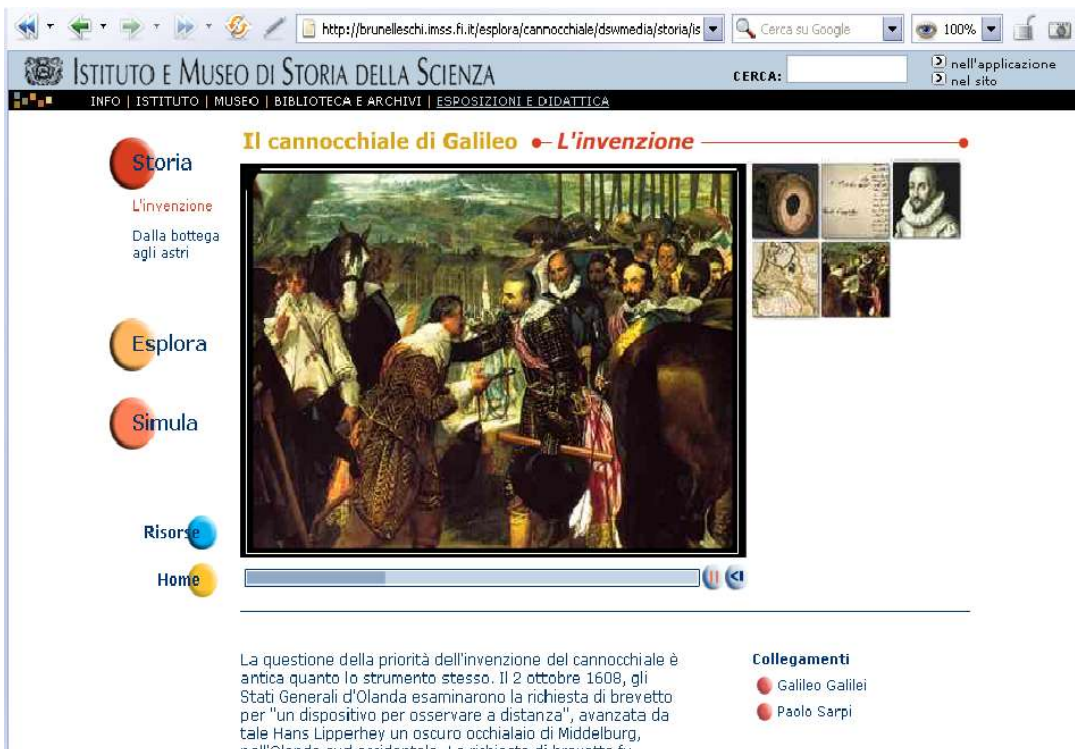 http://brunelleschi.imss.fi.it/esplora/cannocchiale/dswmedia/storia/is
Cerca su Google
100%
ISTITUTO E MUSEO DI STORIA DELLA SCIENZA
CERCA:
nell'applicazione
nel sito
INFO | ISTITUTO | MUSEO | BIBLIOTECA E ARCHIVI | ESPOSIZIONI E DIDATTICA
Il cannocchiale di Galileo L'invenzione
Storia
L'invenzione
Dalla bottega
agli astri
Esplora
Simula
Risorse
Home
La questione della priorità dell'invenzione del cannocchiale è
antica quanto lo strumento stesso. Il 2 ottobre 1608, gli
Stati Generali d'Olanda esaminarono la richiesta di brevetto
per "un dispositivo per osservare a distanza", avanzata da
tale Hans Lipperhey un oscuro occhialaio di Middelburg,
Collegamenti
Galileo Galilei
Paolo Sarpi